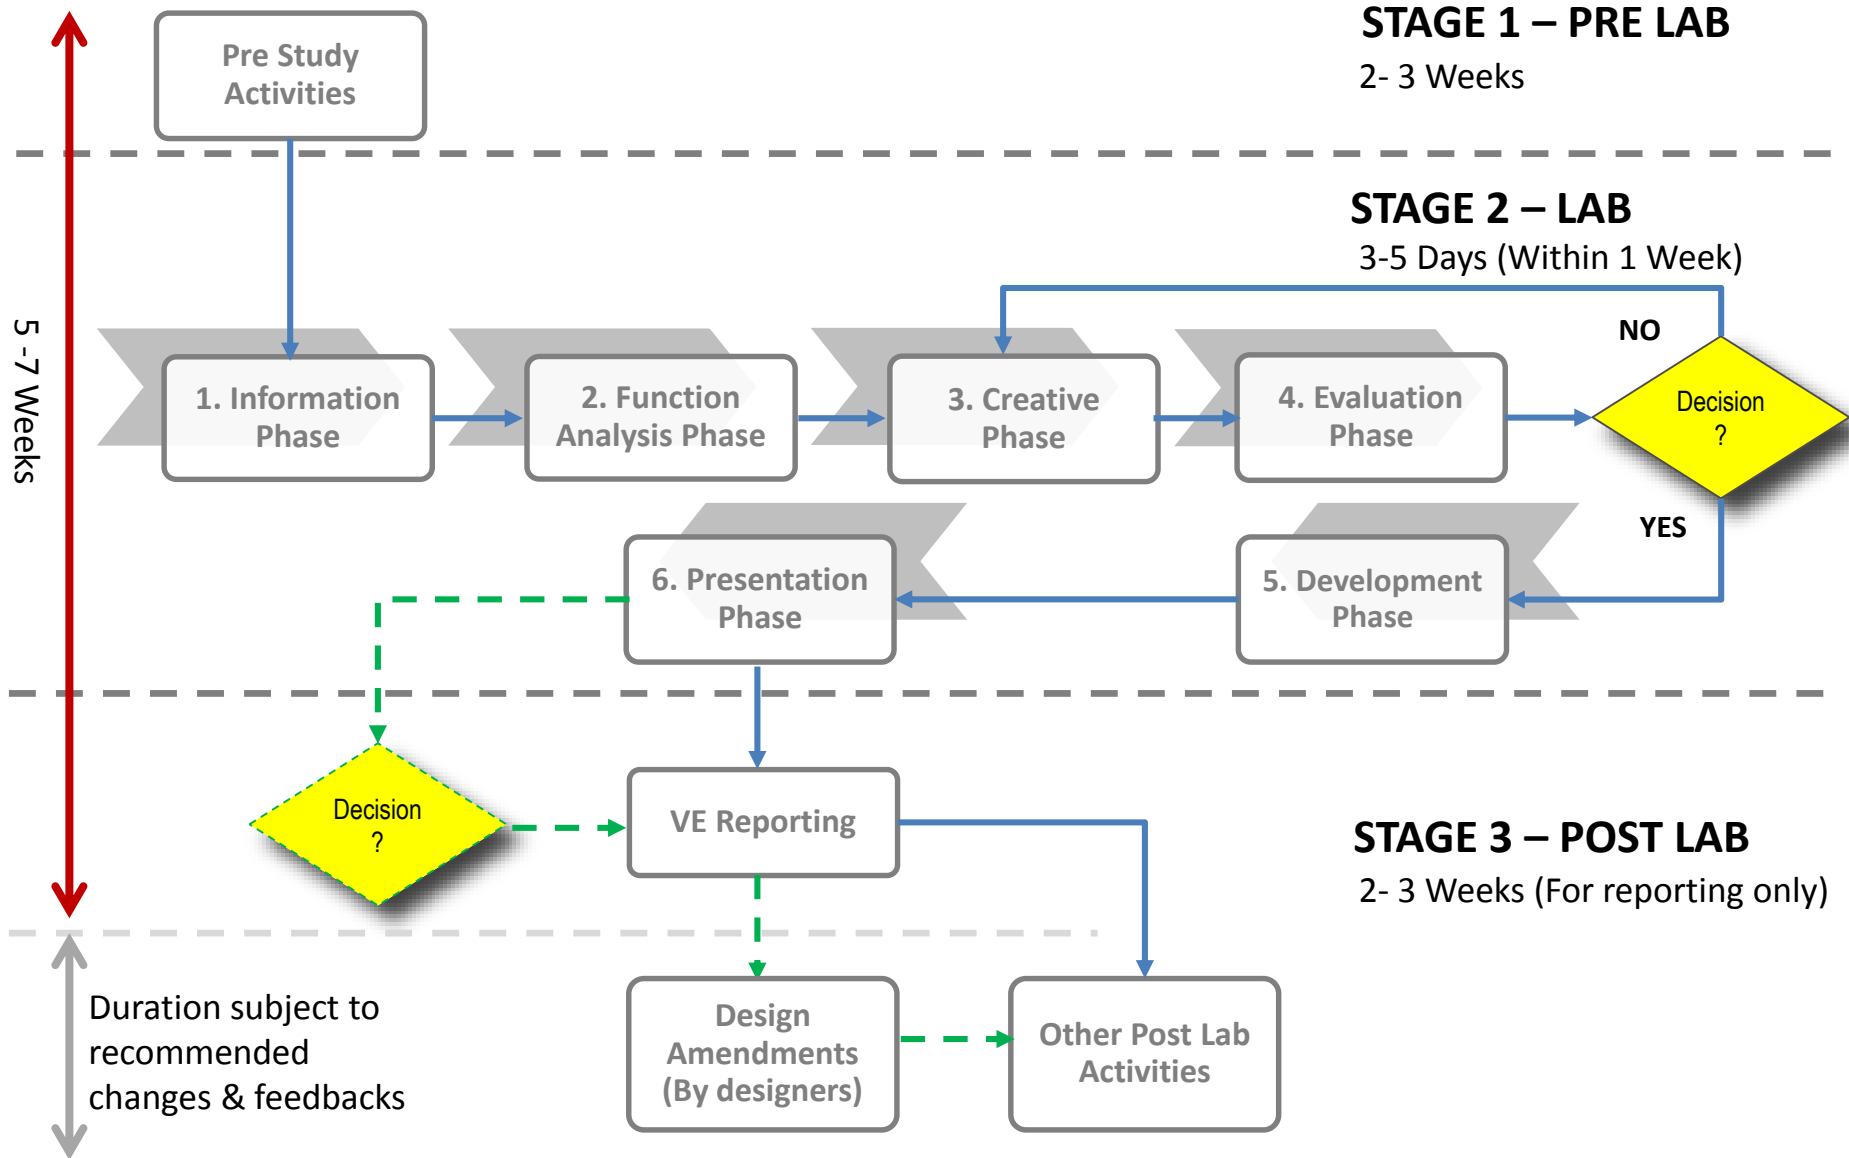 STAGE 1 – PRE LAB
2- 3 Weeks
Pre Study
Activities
STAGE 2 – LAB
3-5 Days (Within 1 Week)
5 -7 Weeks
NO
1. Information
Phase
2. Function
Analysis Phase
3. Creative
Phase
4. Evaluation
Phase
Decision
?
YES
6. Presentation
Phase
5. Development
Phase
Decision
?
VE Reporting
STAGE 3 – POST LAB
2- 3 Weeks (For reporting only)
Duration subject to
recommended
changes & feedbacks
Design
Amendments
(By designers)
Other Post Lab
Activities